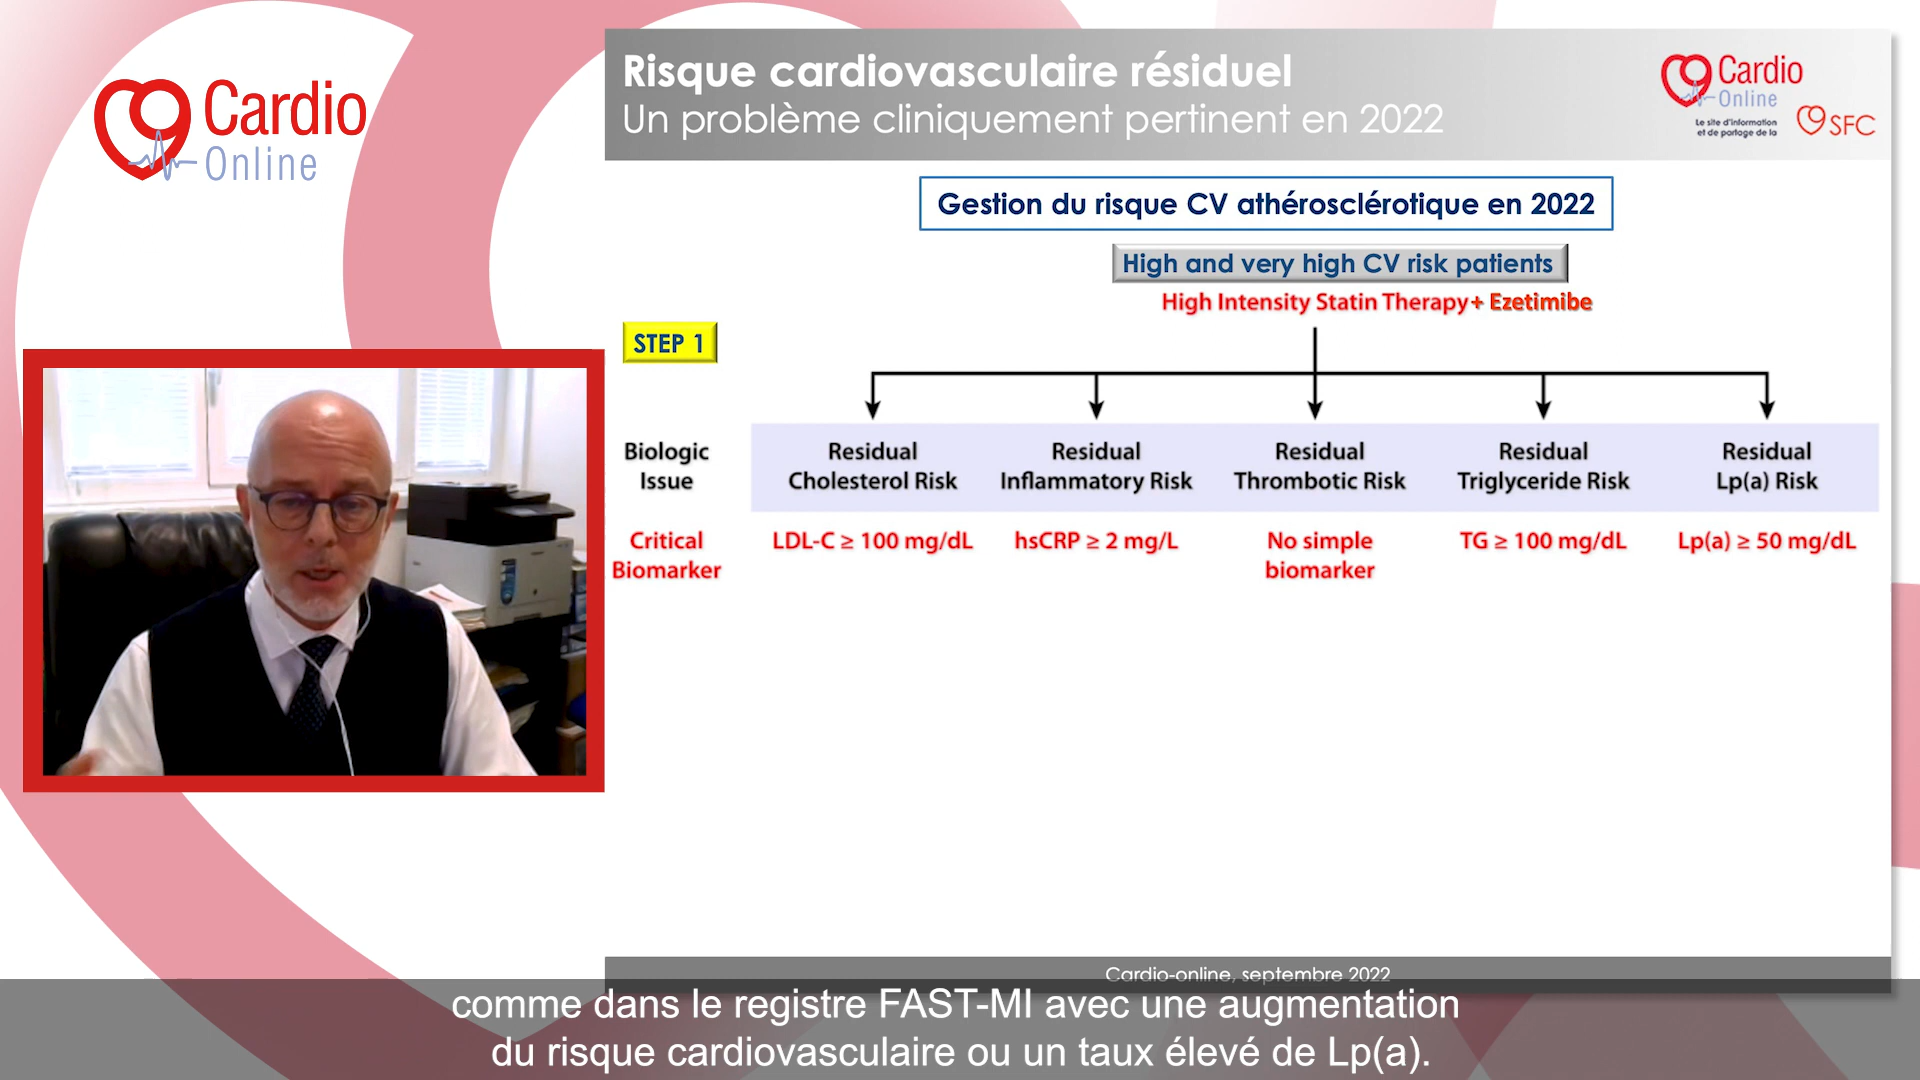 Cardio
Online
Risque cardiovasculaire résiduel
Un problème cliniquement pertinent en 2022
Cardio
Online
Le site d'information
et de partage de la
SFC
Gestion du risque CV athérosclérotique en 2022
High and very high CV risk patients
High Intensity Statin Therapy + Ezetimibe
STEP 1
Biologic
Issue
Residual
Cholesterol Risk
Residual
Inflammatory Risk
Residual
Thrombotic Risk
Residual
Triglyceride Risk
Residual
Lp(a) Risk
Critical
Biomarker
LDL-C ≥ 100 mg/dL
hsCRP ≥ 2 mg/L
No simple
biomarker
TG ≥ 100 mg/dL
Lp(a) ≥ 50 mg/dL
Cardio-online, septembre 2022
comme dans le registre FAST-MI avec une augmentation
du risque cardiovasculaire ou un taux élevé de Lp(a).